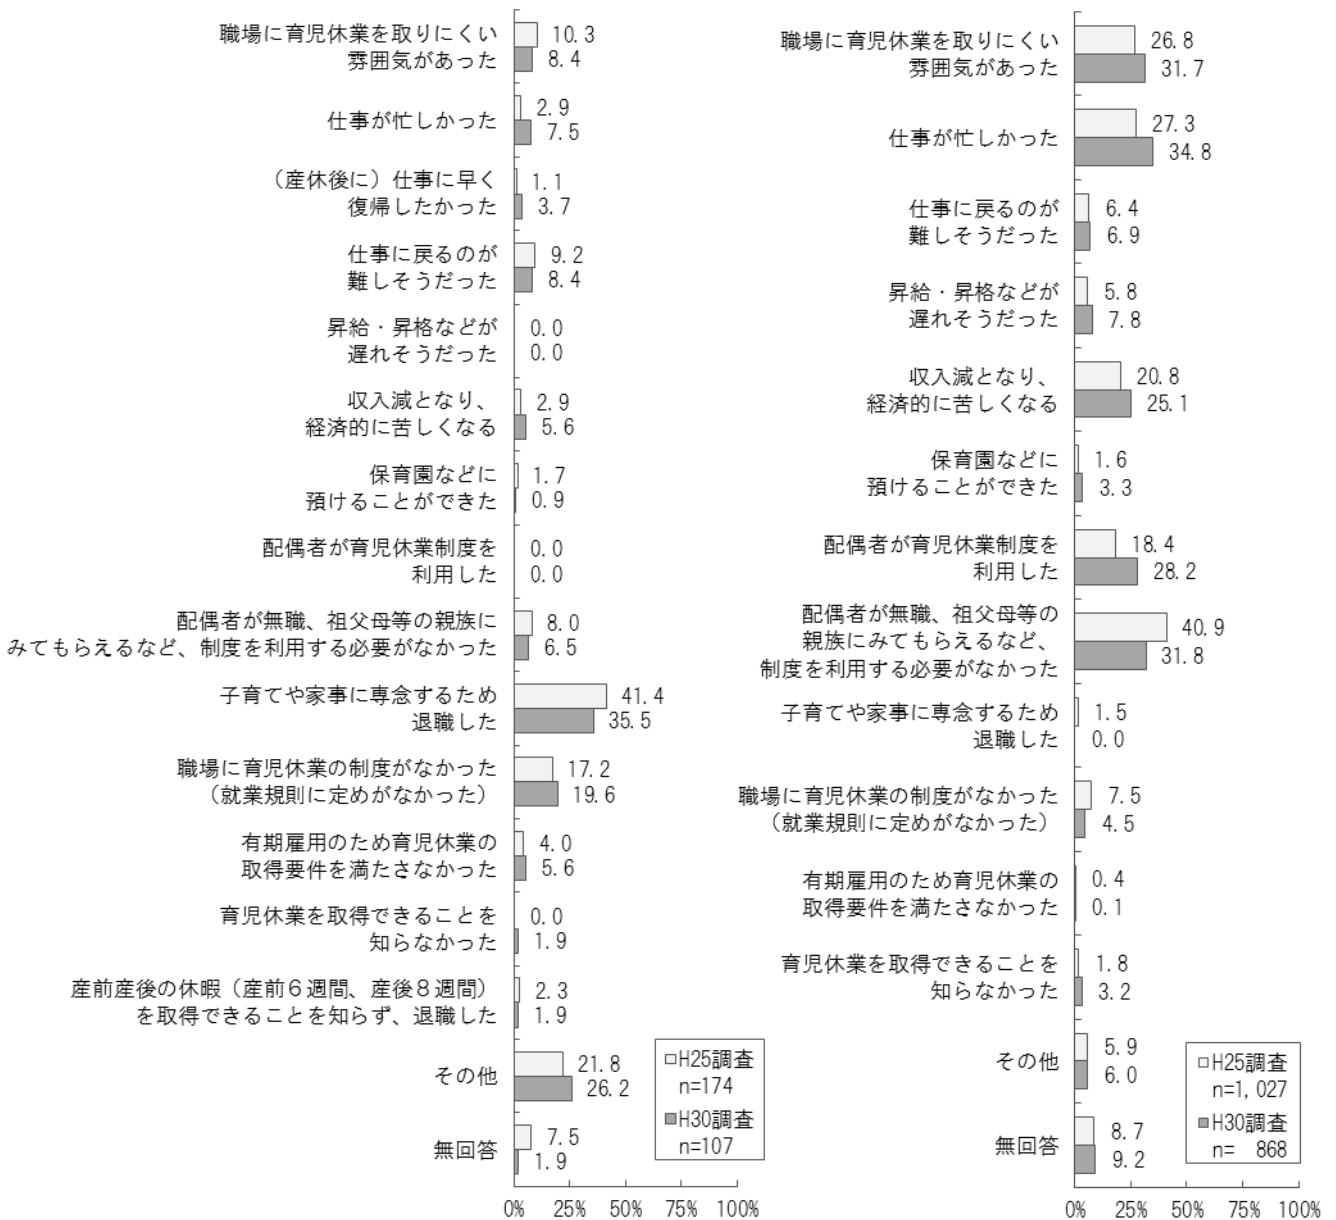 職場に育児休業を取りにくい
雰囲気があった
10.3
8.4
仕事が忙しかった
2.9
7.5
（産休後に）仕事に早く
復帰したかった
1.1
3.7
仕事に戻るのが
難しそうだった
9.2
8.4
昇給・昇格などが
遅れそうだった
0.0
0.0
収入減となり、
経済的に苦しくなる
2.9
5.6
保育園などに
預けることができた
1.7
0.9
配偶者が育児休業制度を
利用した
0.0
0.0
配偶者が無職、祖父母等の親族に
みてもらえるなど、制度を利用する必要がなかった
8.0
6.5
子育てや家事に専念するため
退職した
41.4
35.5
職場に育児休業の制度がなかった
（就業規則に定めがなかった）
17.2
19.6
有期雇用のため育児休業の
取得要件を満たさなかった
4.0
5.6
育児休業を取得できることを
知らなかった
0.0
1.9
産前産後の休暇（産前６週間、産後８週間）
を取得できることを知らず、退職した
2.3
1.9
その他
21.8
26.2
無回答
7.5
1.9
H25調査
n=174
H30調査
n=107
0% 25% 50% 75% 100%
職場に育児休業を取りにくい
雰囲気があった
26.8
31.7
仕事が忙しかった
27.3
34.8
仕事に戻るのが
難しそうだった
6.4
6.9
昇給・昇格などが
遅れそうだった
5.8
7.8
収入減となり、
経済的に苦しくなる
20.8
25.1
保育園などに
預けることができた
1.6
3.3
配偶者が育児休業制度を
利用した
18.4
28.2
配偶者が無職、祖父母等の
親族にみてもらえるなど、
制度を利用する必要がなかった
40.9
31.8
子育てや家事に専念するため
退職した
1.5
0.0
職場に育児休業の制度がなかった
（就業規則に定めがなかった）
7.5
4.5
有期雇用のため育児休業の
取得要件を満たさなかった
0.4
0.1
育児休業を取得できることを
知らなかった
1.8
3.2
その他
5.9
6.0
無回答
8.7
9.2
H25調査
n=1,027
H30調査
n= 868
0% 25% 50% 75% 100%